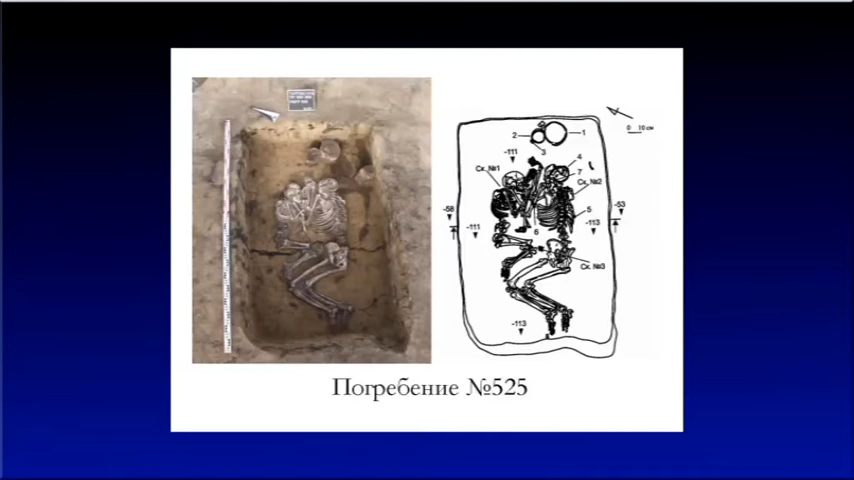 2
1
3
-111
4
7
Ск. №1
Ск. №2
0 10 см
-58
-53
5
-111
-113
6
Ск. №3
-113
Погребение №525